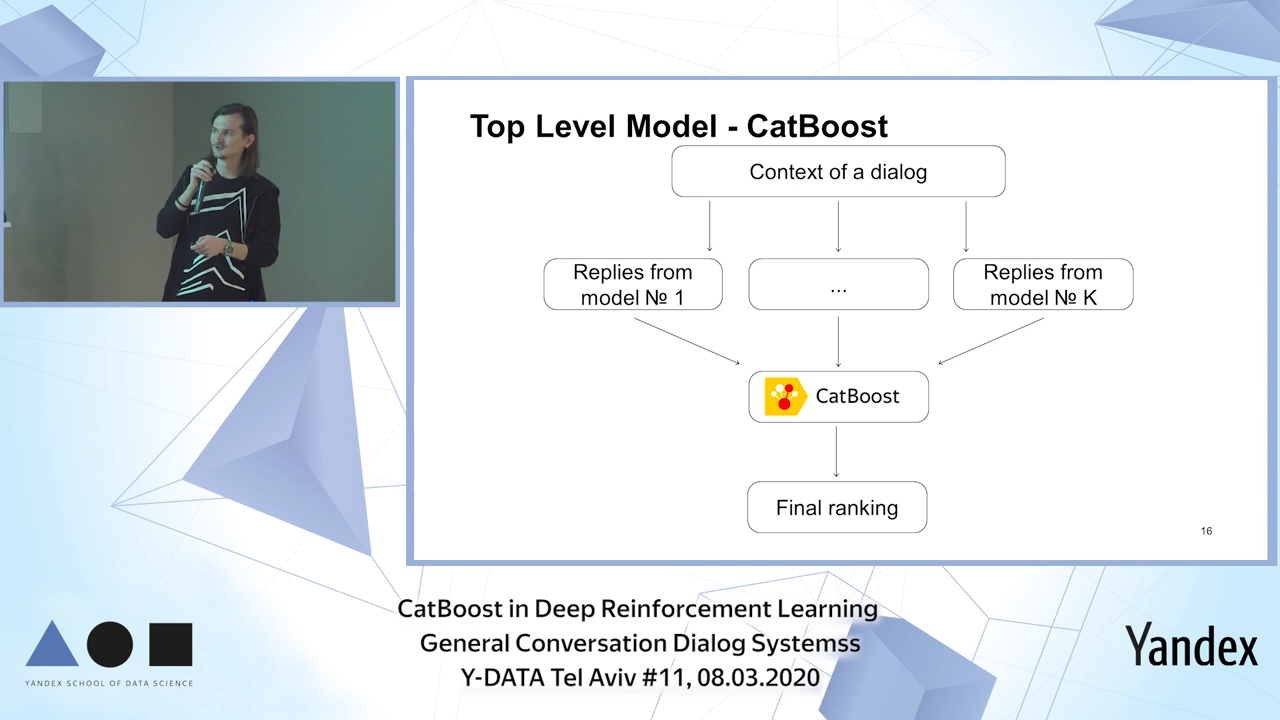 Top Level Model - CatBoost
Context of a dialog
Replies from
model № 1
...
Replies from
model № K
CatBoost
Final ranking
16
CatBoost in Deep Reinforcement Learning
General Conversation Dialog Systemss
Y-DATA Tel Aviv #11, 08.03.2020
YANDEX SCHOOL OF DATA SCIENCE
Yandex